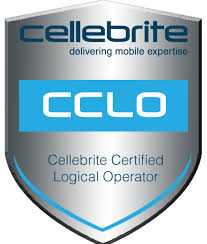 cellebrite
delivering mobile expertise
CCLO
Cellebrite Certified
Logical Operator